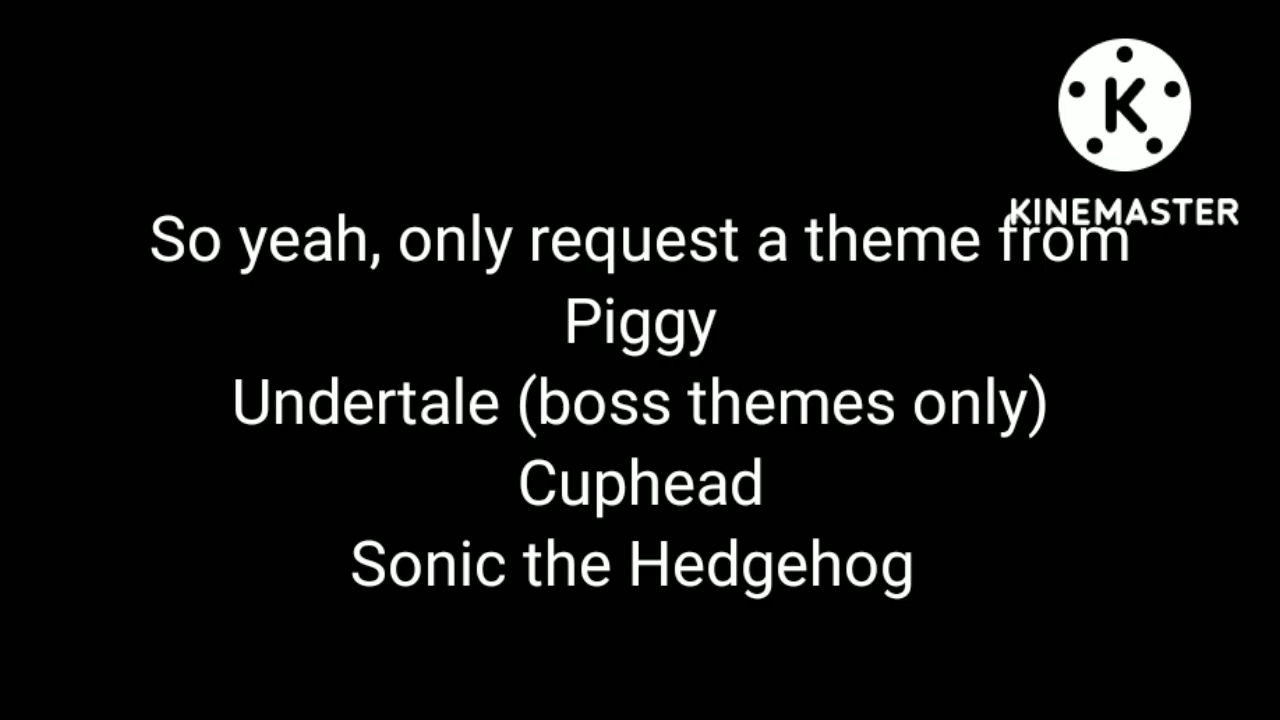 K
KINEMASTER
So yeah, only request a theme from
Piggy
Undertale (boss themes only)
Cuphead
Sonic the Hedgehog